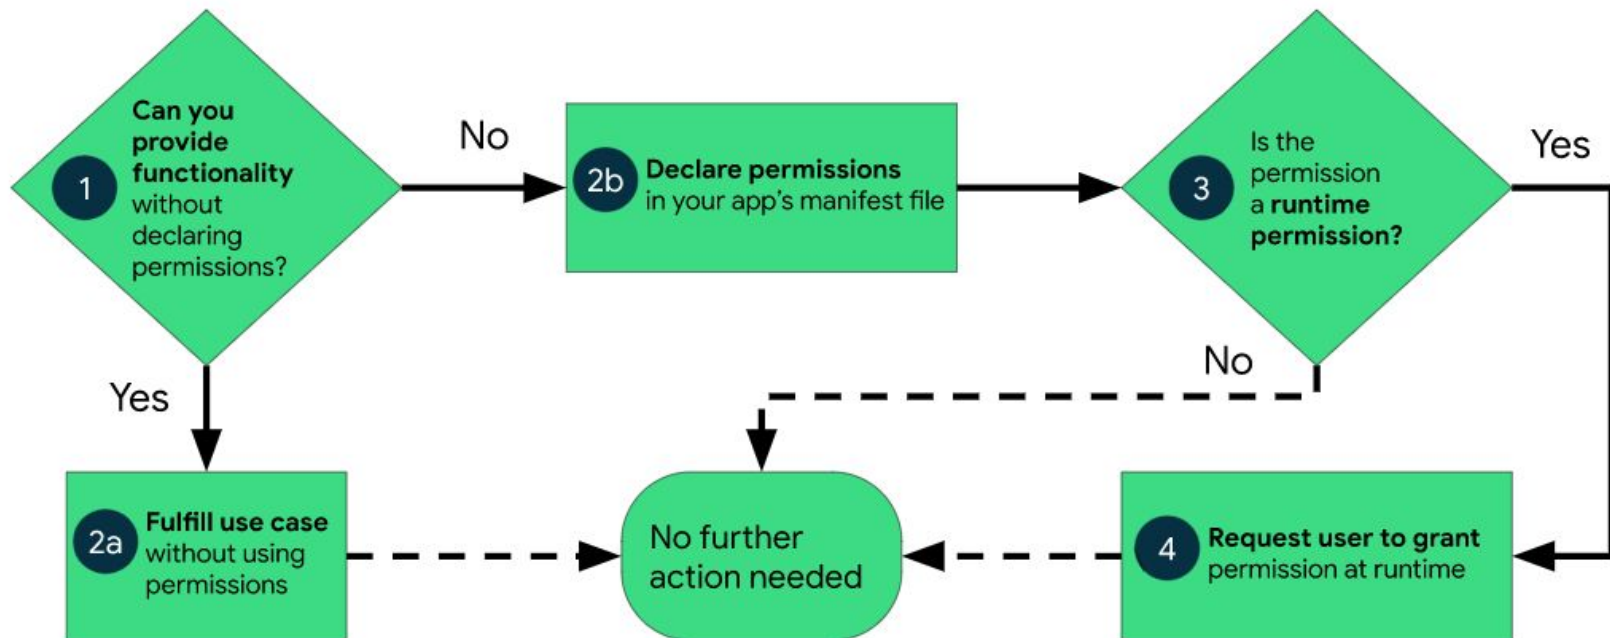 1
Can you
provide
functionality
without
declaring
permissions?
No
2b
Declare permissions
in your app's manifest file
3
Is the
permission
a runtime
permission?
Yes
Yes
No
2a
Fulfill use case
without using
permissions
No further
action needed
4
Request user to grant
permission at runtime